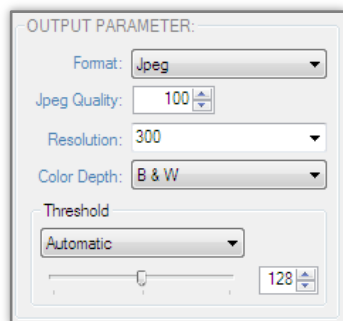 OUTPUT PARAMETER:
Format: Jpeg
Jpeg Quality: 100
Resolution: 300
Color Depth: B & W
Threshold
Automatic
128